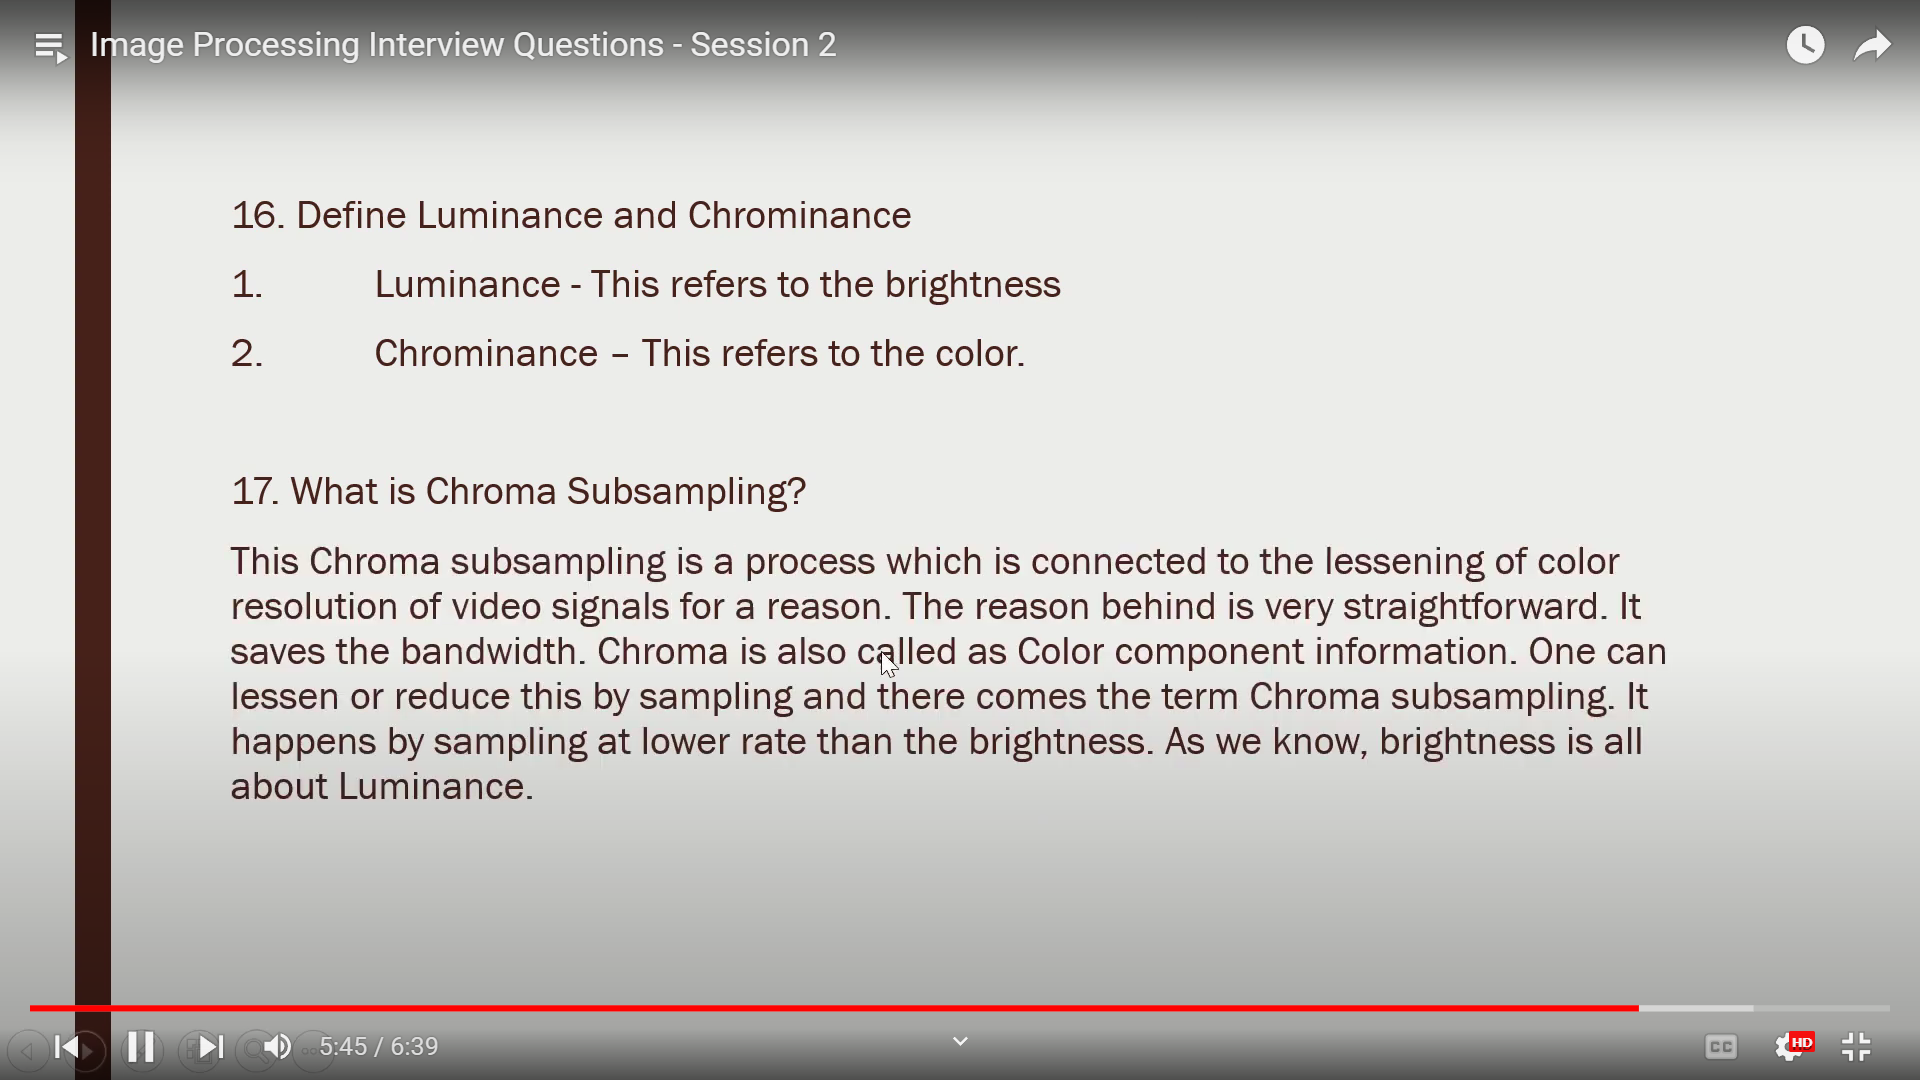 Image Processing Interview Questions - Session 2
16. Define Luminance and Chrominance
1. Luminance - This refers to the brightness
2. Chrominance – This refers to the color.
17. What is Chroma Subsampling?
This Chroma subsampling is a process which is connected to the lessening of color
resolution of video signals for a reason. The reason behind is very straightforward. It
saves the bandwidth. Chroma is also called as Color component information. One can
lessen or reduce this by sampling and there comes the term Chroma subsampling. It
happens by sampling at lower rate than the brightness. As we know, brightness is all
about Luminance.
5:45 / 6:39
CC
HD